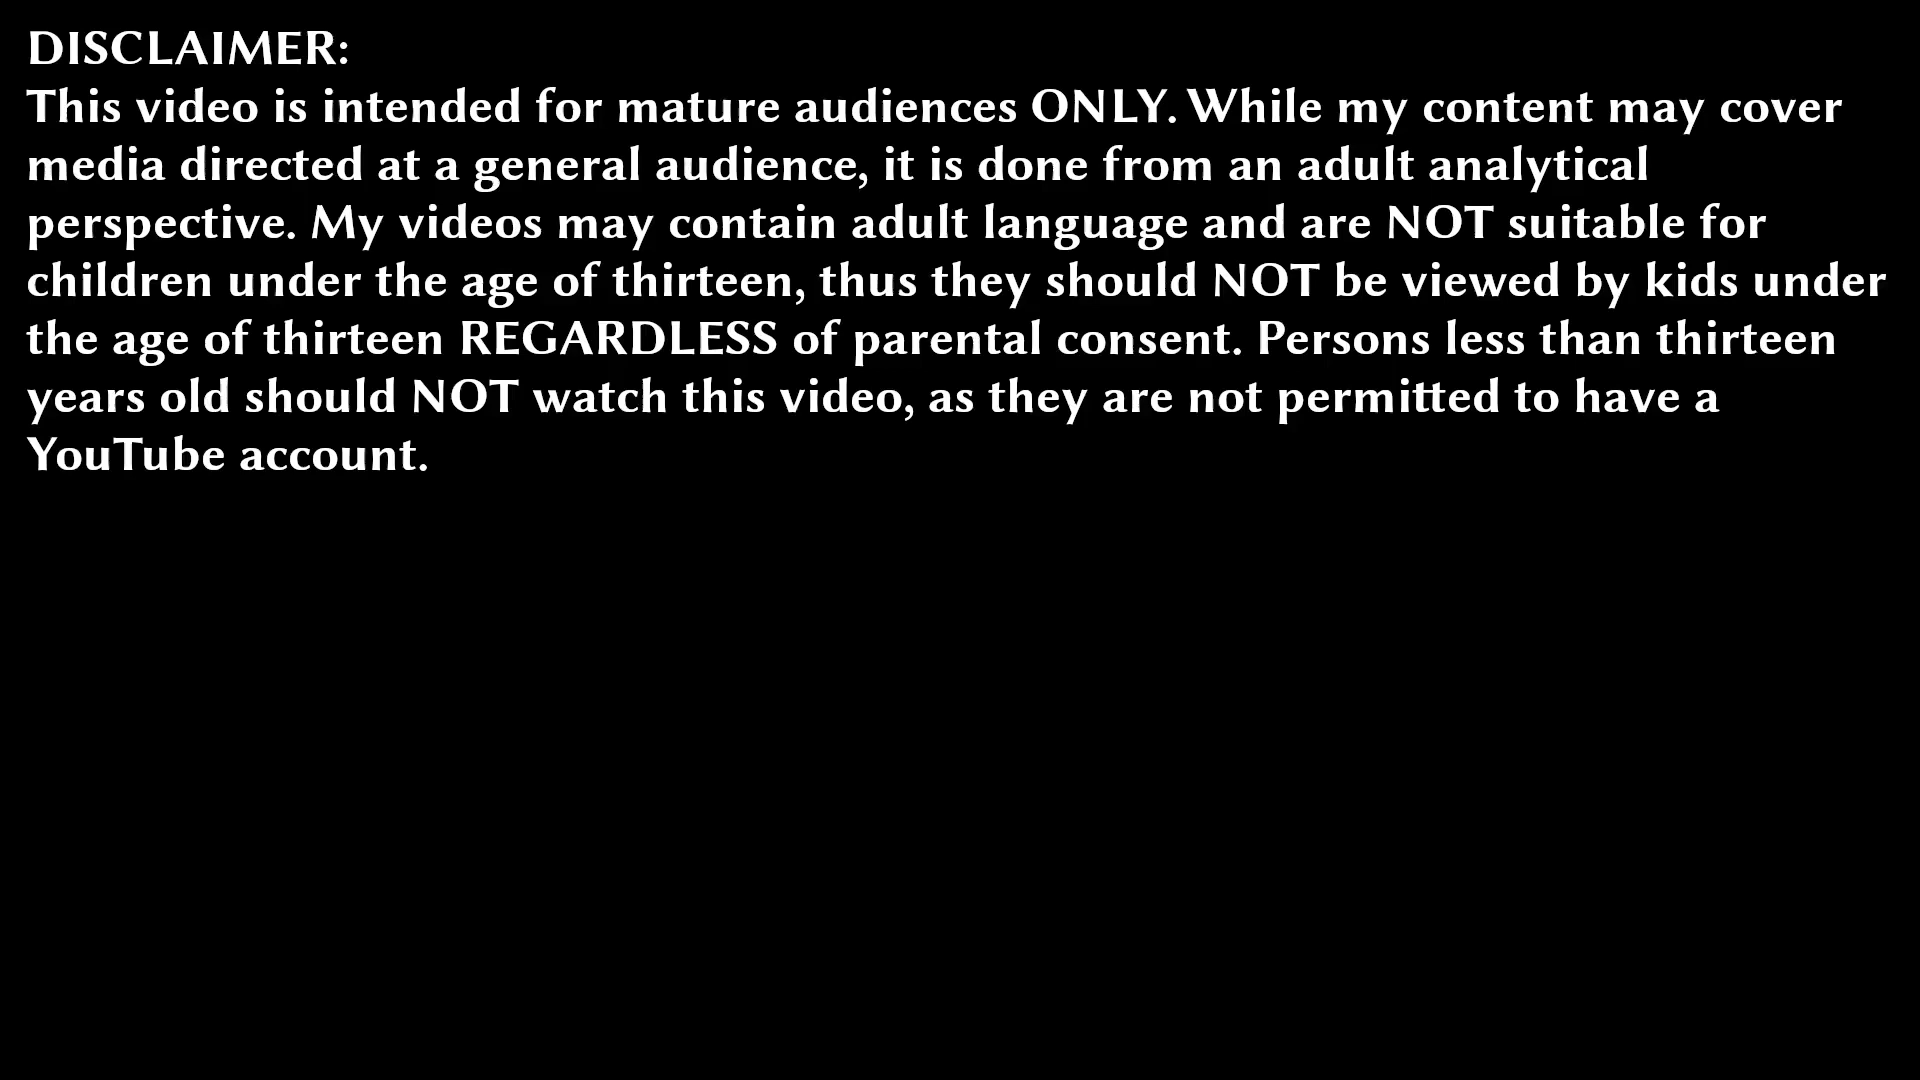 DISCLAIMER:
This video is intended for mature audiences ONLY. While my content may cover
media directed at a general audience, it is done from an adult analytical
perspective. My videos may contain adult language and are NOT suitable for
children under the age of thirteen, thus they should NOT be viewed by kids under
the age of thirteen REGARDLESS of parental consent. Persons less than thirteen
years old should NOT watch this video, as they are not permitted to have a
YouTube account.